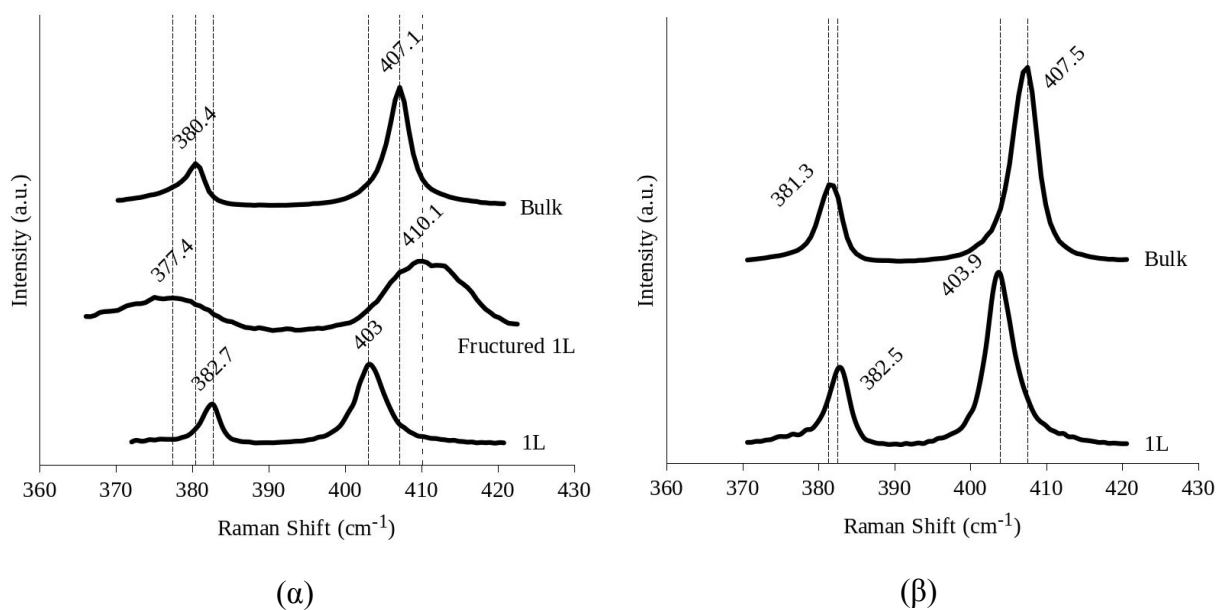 380.4
407.1
Bulk
377.4
410.1
Fructured 1L
382.7
403
1L
Intensity (a.u.)
360 370 380 390 400 410 420 430
Raman Shift (cm-1)
(α)
381.3
407.5
Bulk
382.5
403.9
1L
Intensity (a.u.)
360 370 380 390 400 410 420 430
Raman Shift (cm-1)
(β)